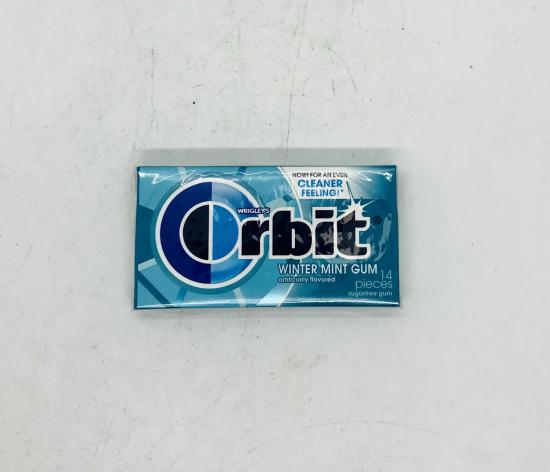 NOW! FOR AN EVEN
CLEANER
FEELING!*
WRIGLEY'S
Orbit®
WINTER MINT GUM
artificially flavored
14
pieces
sugarfree gum